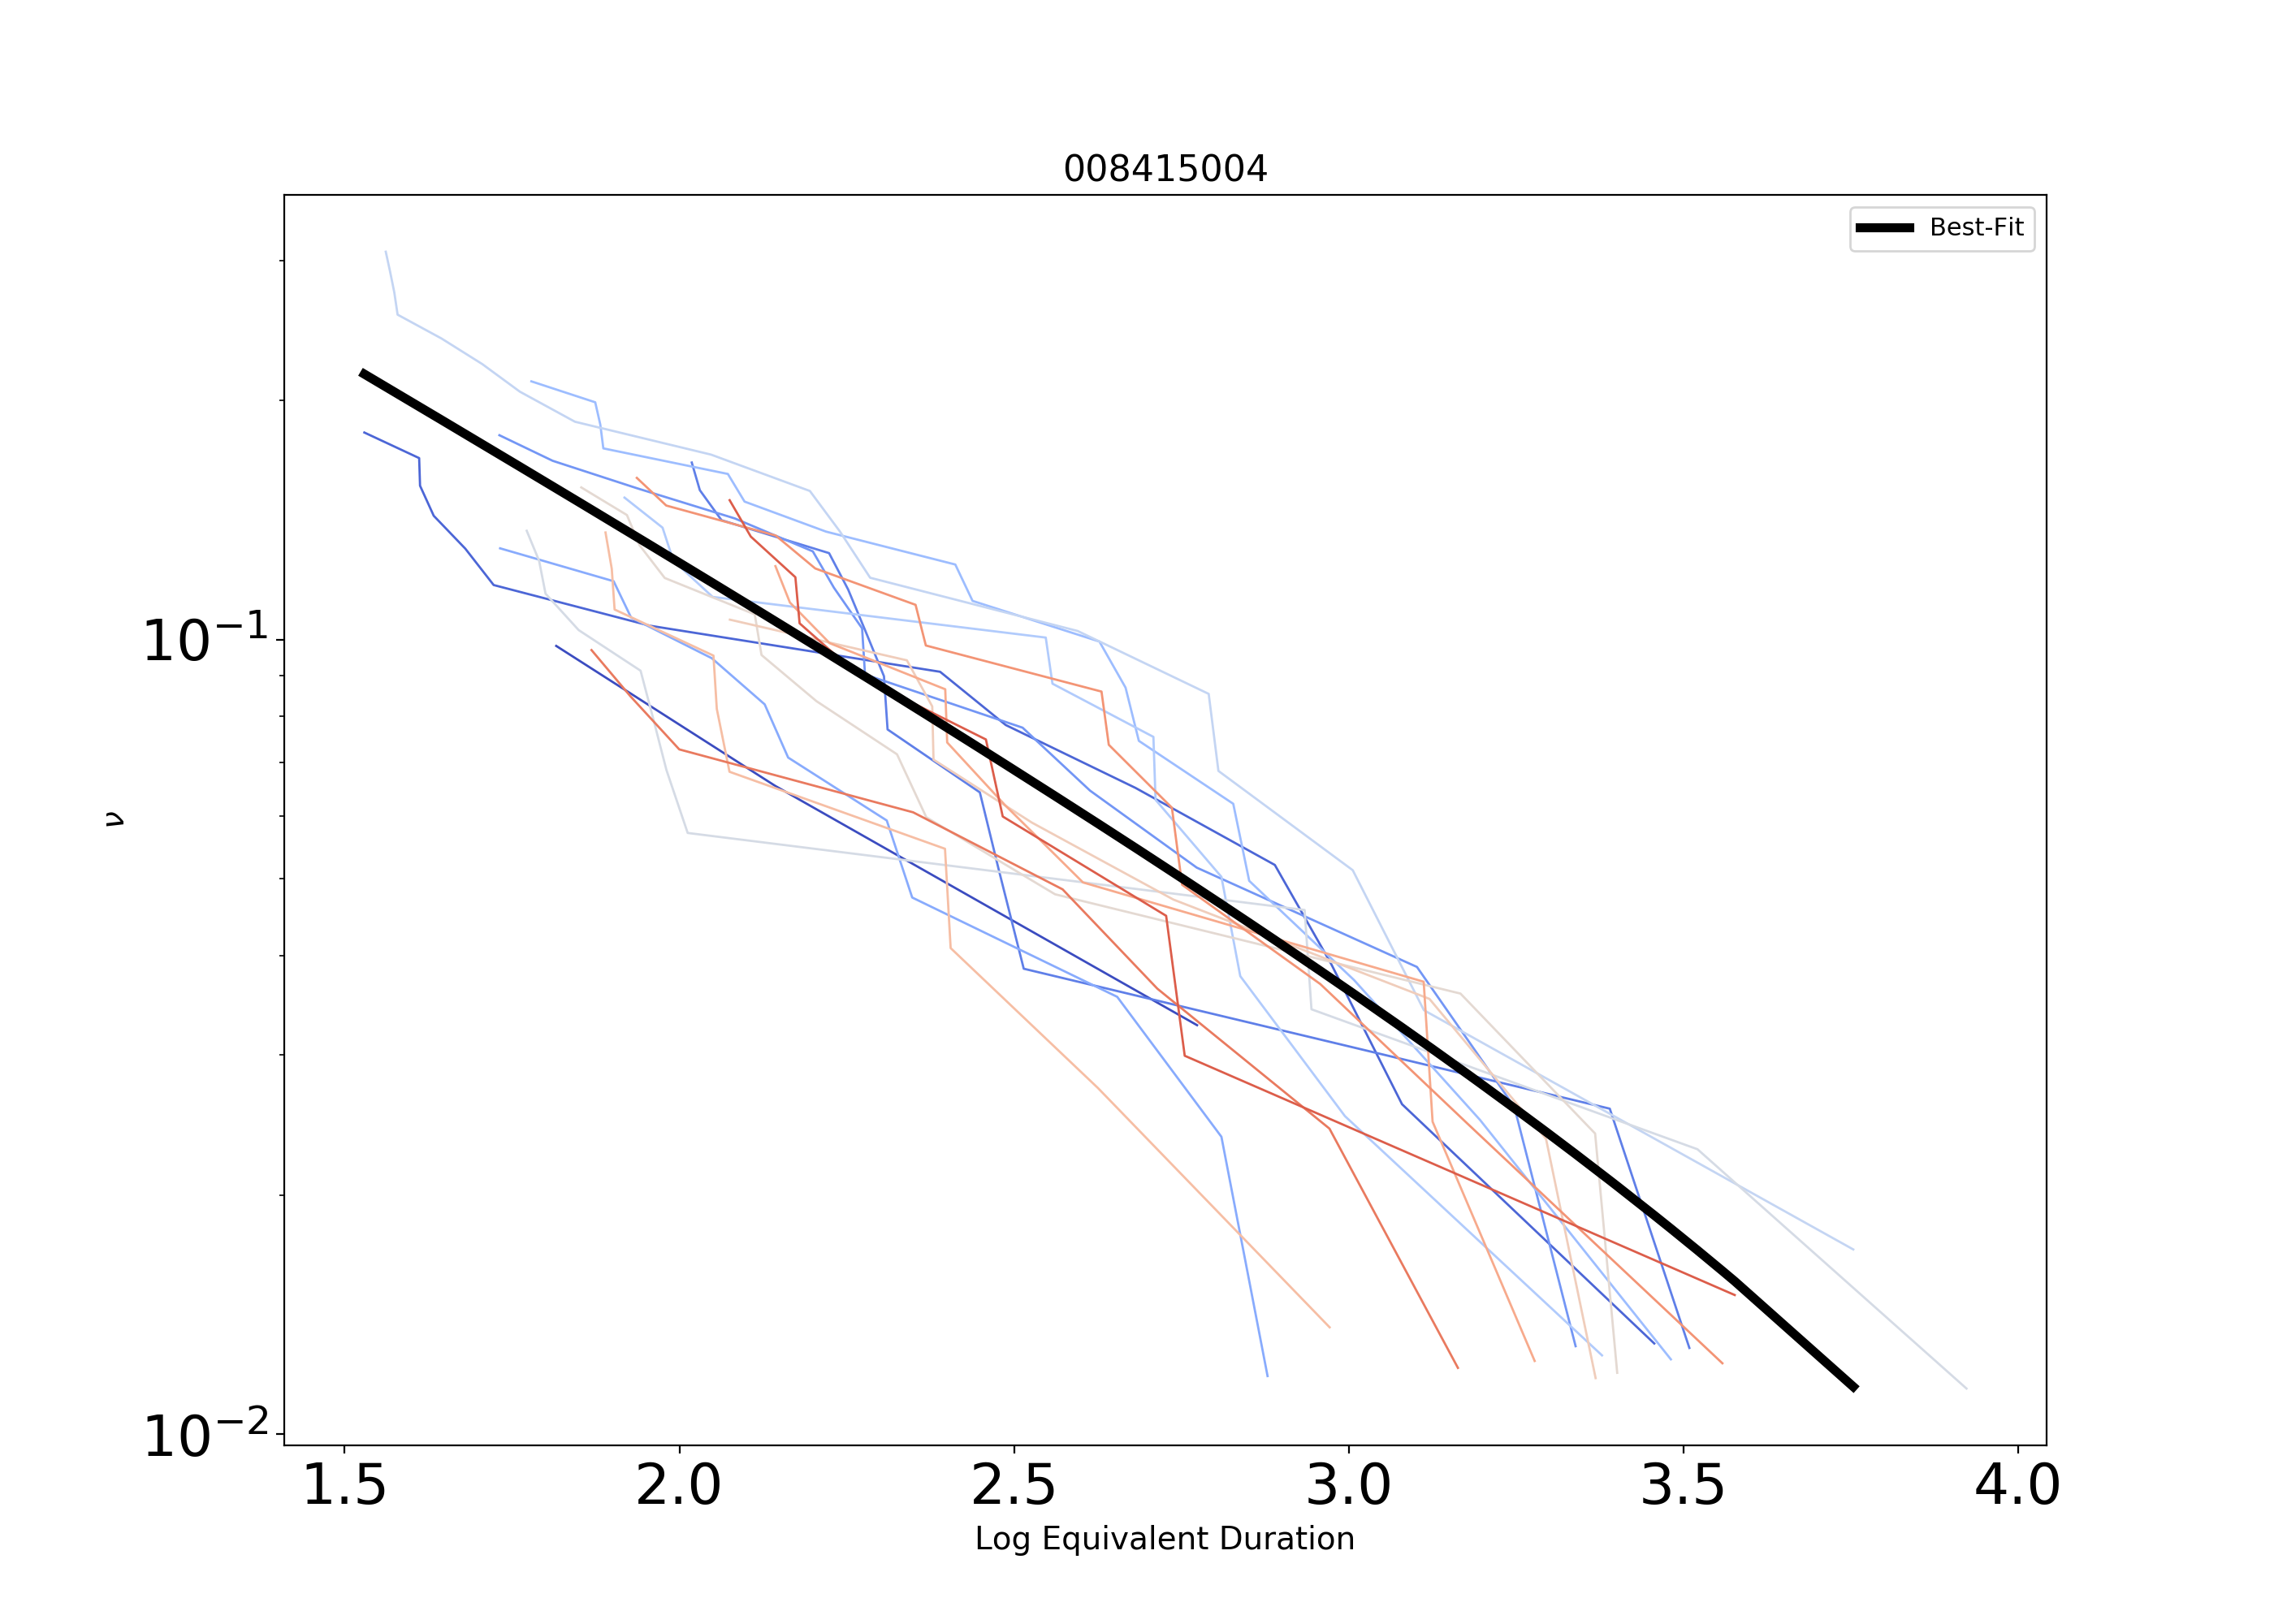 008415004
Best-Fit
10⁻¹
ν
10⁻²
1.5 2.0 2.5 3.0 3.5 4.0
Log Equivalent Duration